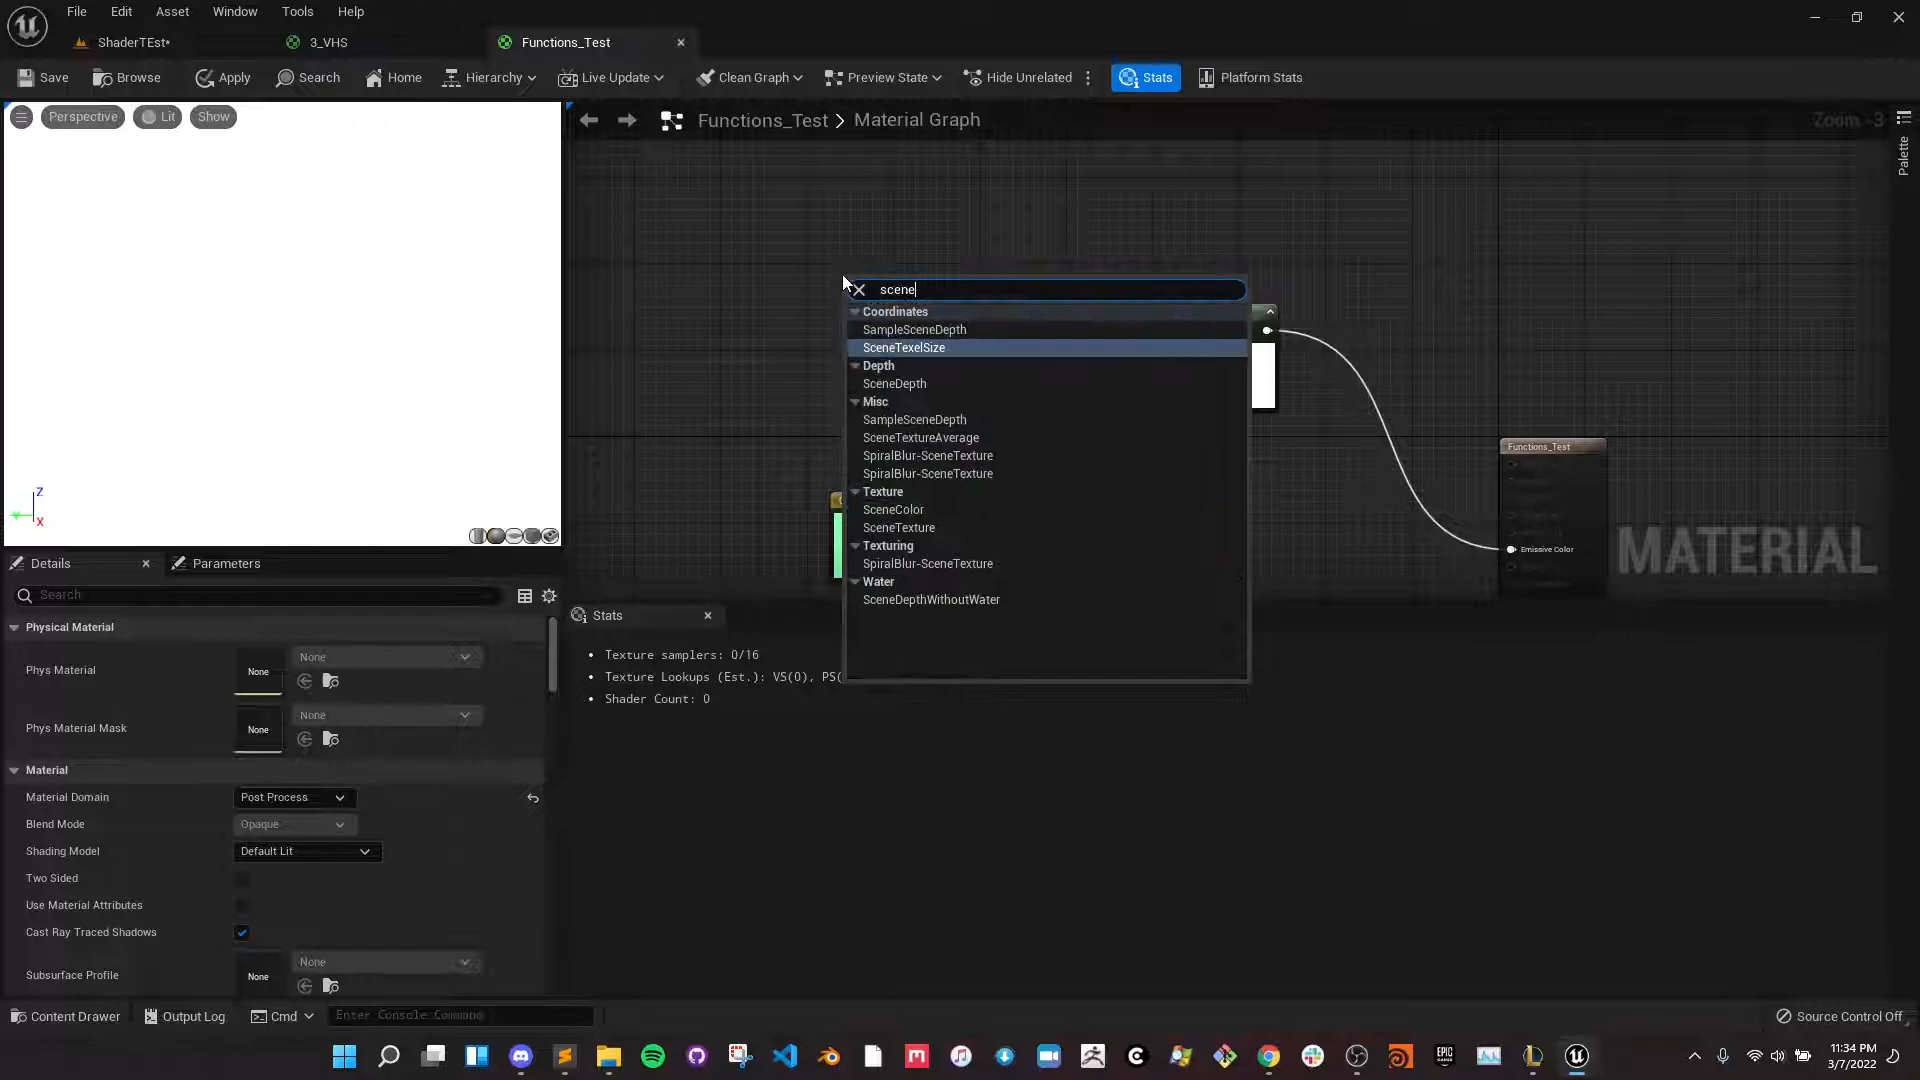 File Edit Asset Window Tools Help
ShaderTEst* 3_VHS Functions_Test
Save Browse Apply Search Home Hierarchy Live Update Clean Graph Preview State Hide Unrelated Stats Platform Stats
Perspective Lit Show
Functions_Test > Material Graph
Zoom -3
Palette
scene
Coordinates
SampleSceneDepth
SceneTexelSize
Depth
SceneDepth
Misc
SampleSceneDepth
SceneTextureAverage
SpiralBlur-SceneTexture
SpiralBlur-SceneTexture
Texture
SceneColor
SceneTexture
Texturing
SpiralBlur-SceneTexture
Water
SceneDepthWithoutWater
Functions_Test
Emissive Color
MATERIAL
Z
X
Details Parameters
Search
Physical Material
Phys Material None None
Phys Material Mask None None
Material
Material Domain Post Process
Blend Mode Opaque
Shading Model Default Lit
Two Sided
Use Material Attributes
Cast Ray Traced Shadows
Subsurface Profile None None
Stats
• Texture samplers: 0/16
• Texture Lookups (Est.): VS(0), PS(
• Shader Count: 0
Content Drawer Output Log Cmd Enter Console Command Source Control Off
EPIC
GAMES
11:34 PM
3/7/2022